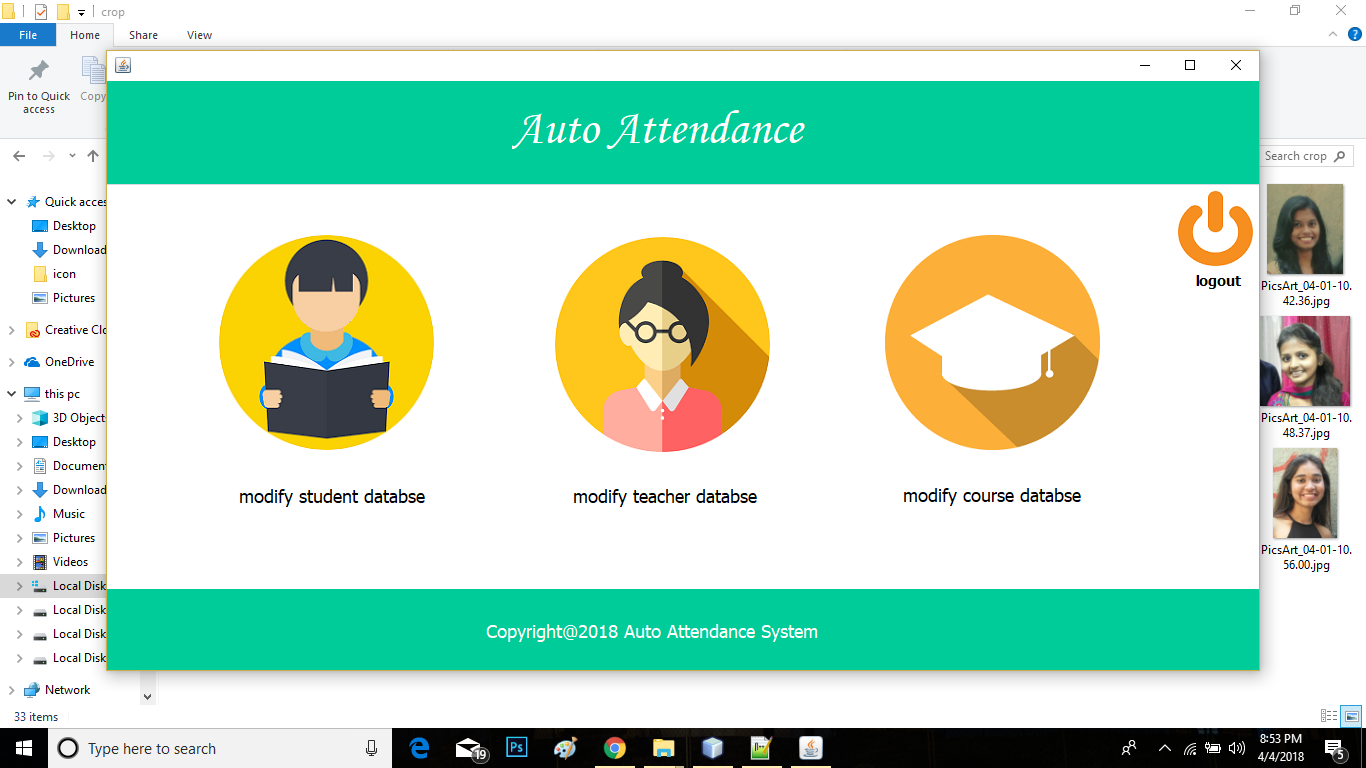 crop
File Home Share View
Pin to Quick
access
Copy
Auto Attendance
Search crop
Quick acces
Desktop
Download
icon
Pictures
Creative Clo
OneDrive
this pc
3D Object
Desktop
Document
Download
Music
Pictures
Videos
Local Disk
Local Disk
Local Disk
Local Disk
Network
logout
modify student databse
modify teacher databse
modify course databse
Copyright@2018 Auto Attendance System
PicsArt_04-01-10.
42.36.jpg
PicsArt_04-01-10.
48.37.jpg
PicsArt_04-01-10.
56.00.jpg
33 items
Type here to search
19
Ps
8:53 PM
4/4/2018
5